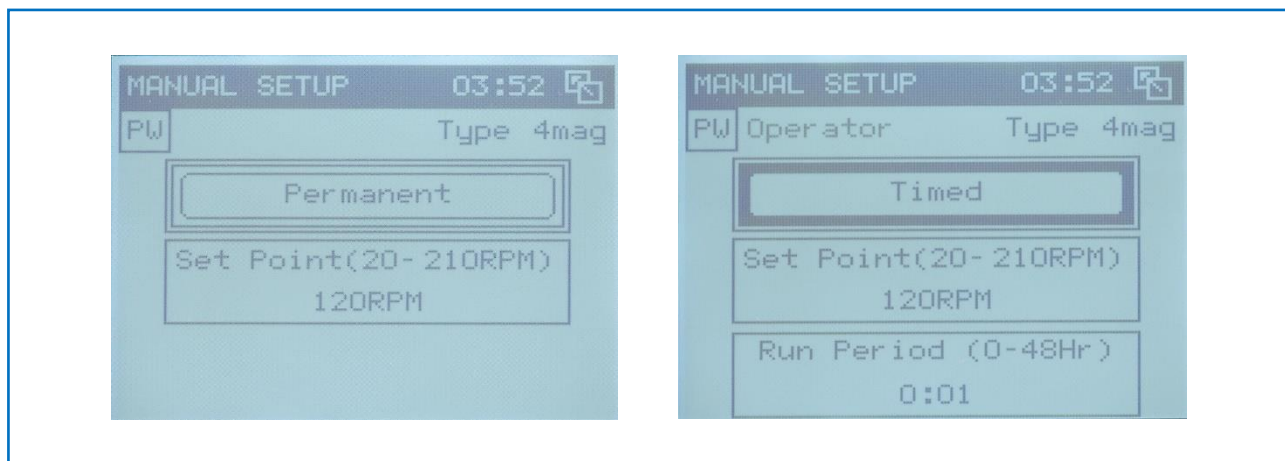 MANUAL SETUP 03:52
PW Type 4mag
Permanent
Set Point(20-210RPM)
120RPM
MANUAL SETUP 03:52
PW Operator Type 4mag
Timed
Set Point(20-210RPM)
120RPM
Run Period (0-48Hr)
0:01